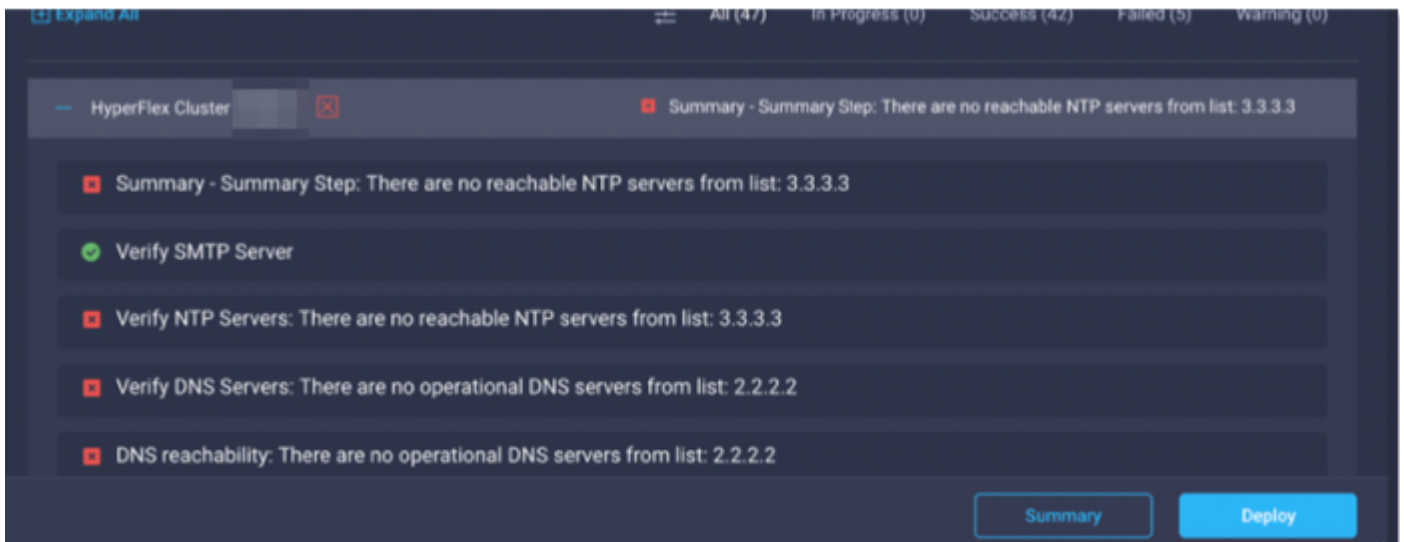 Expand All
All (47) In Progress (0) Success (42) Failed (5) Warning (0)
HyperFlex Cluster
Summary - Summary Step: There are no reachable NTP servers from list: 3.3.3.3
Summary - Summary Step: There are no reachable NTP servers from list: 3.3.3.3
Verify SMTP Server
Verify NTP Servers: There are no reachable NTP servers from list: 3.3.3.3
Verify DNS Servers: There are no operational DNS servers from list: 2.2.2.2
DNS reachability: There are no operational DNS servers from list: 2.2.2.2
Summary
Deploy